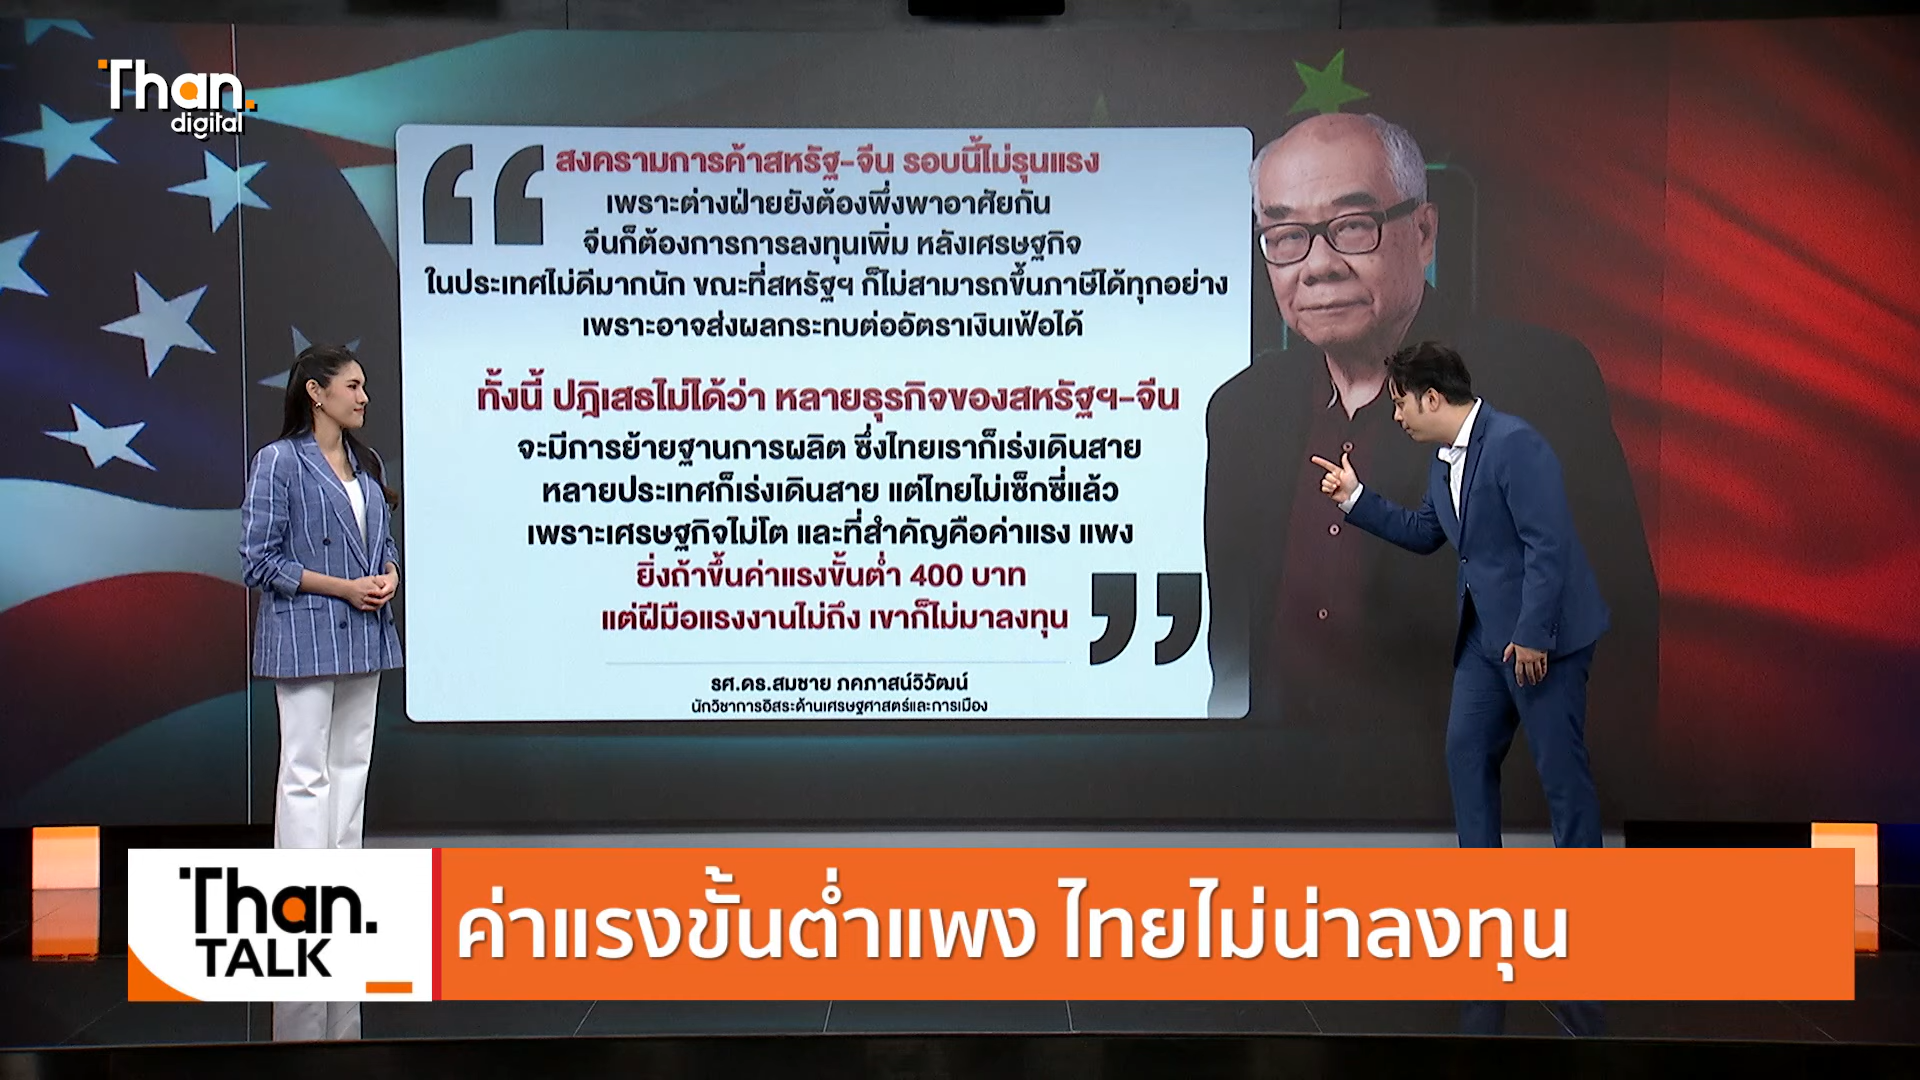 Than.
digital
สงครามการค้าสหรัฐ-จีน รอบนี้ไม่รุนแรง
เพราะต่างฝ่ายยังต้องพึ่งพาอาศัยกัน
จีนก็ต้องการการลงทุนเพิ่ม หลังเศรษฐกิจ
ในประเทศไม่ดีมากนัก ขณะที่สหรัฐฯ ก็ไม่สามารถขึ้นภาษีได้ทุกอย่าง
เพราะอาจส่งผลกระทบต่ออัตราเงินเฟ้อได้
ทั้งนี้ ปฎิเสธไม่ได้ว่า หลายธุรกิจของสหรัฐฯ-จีน
จะมีการย้ายฐานการผลิต ซึ่งไทยเราก็เร่งเดินสาย
หลายประเทศก็เร่งเดินสาย แต่ไทยไม่เซ็กซี่แล้ว
เพราะเศรษฐกิจไม่โต และที่สำคัญคือค่าแรง แพง
ยิ่งถ้าขึ้นค่าแรงขั้นต่ำ 400 บาท
แต่ฝีมือแรงงานไม่ถึง เขาก็ไม่มาลงทุน
รศ.ดร.สมชาย ภคภาสน์วิวัฒน์
นักวิชาการอิสระด้านเศรษฐศาสตร์และการเมือง
Than.
TALK
ค่าแรงขั้นต่ำแพง ไทยไม่น่าลงทุน